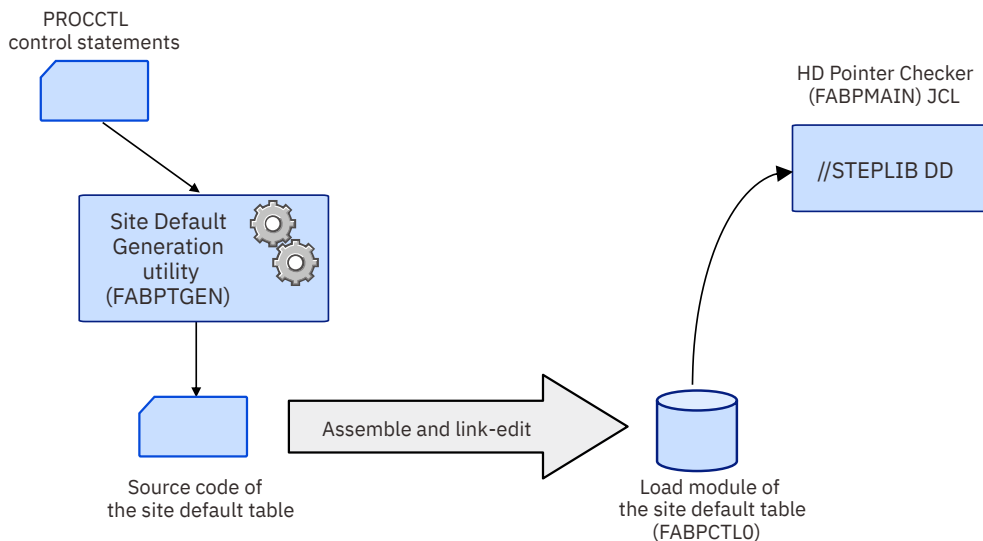 PROCCTL
control statements
HD Pointer Checker
(FABPMAIN) JCL
//STEPLIB DD
Site Default
Generation
utility
(FABPTGEN)
Assemble and link-edit
Source code of
the site default table
Load module of
the site default table
(FABPCTL0)